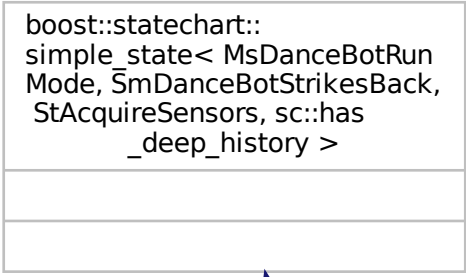 boost::statechart::
simple_state< MsDanceBotRun
Mode, SmDanceBotStrikesBack,
StAcquireSensors, sc::has
_deep_history >